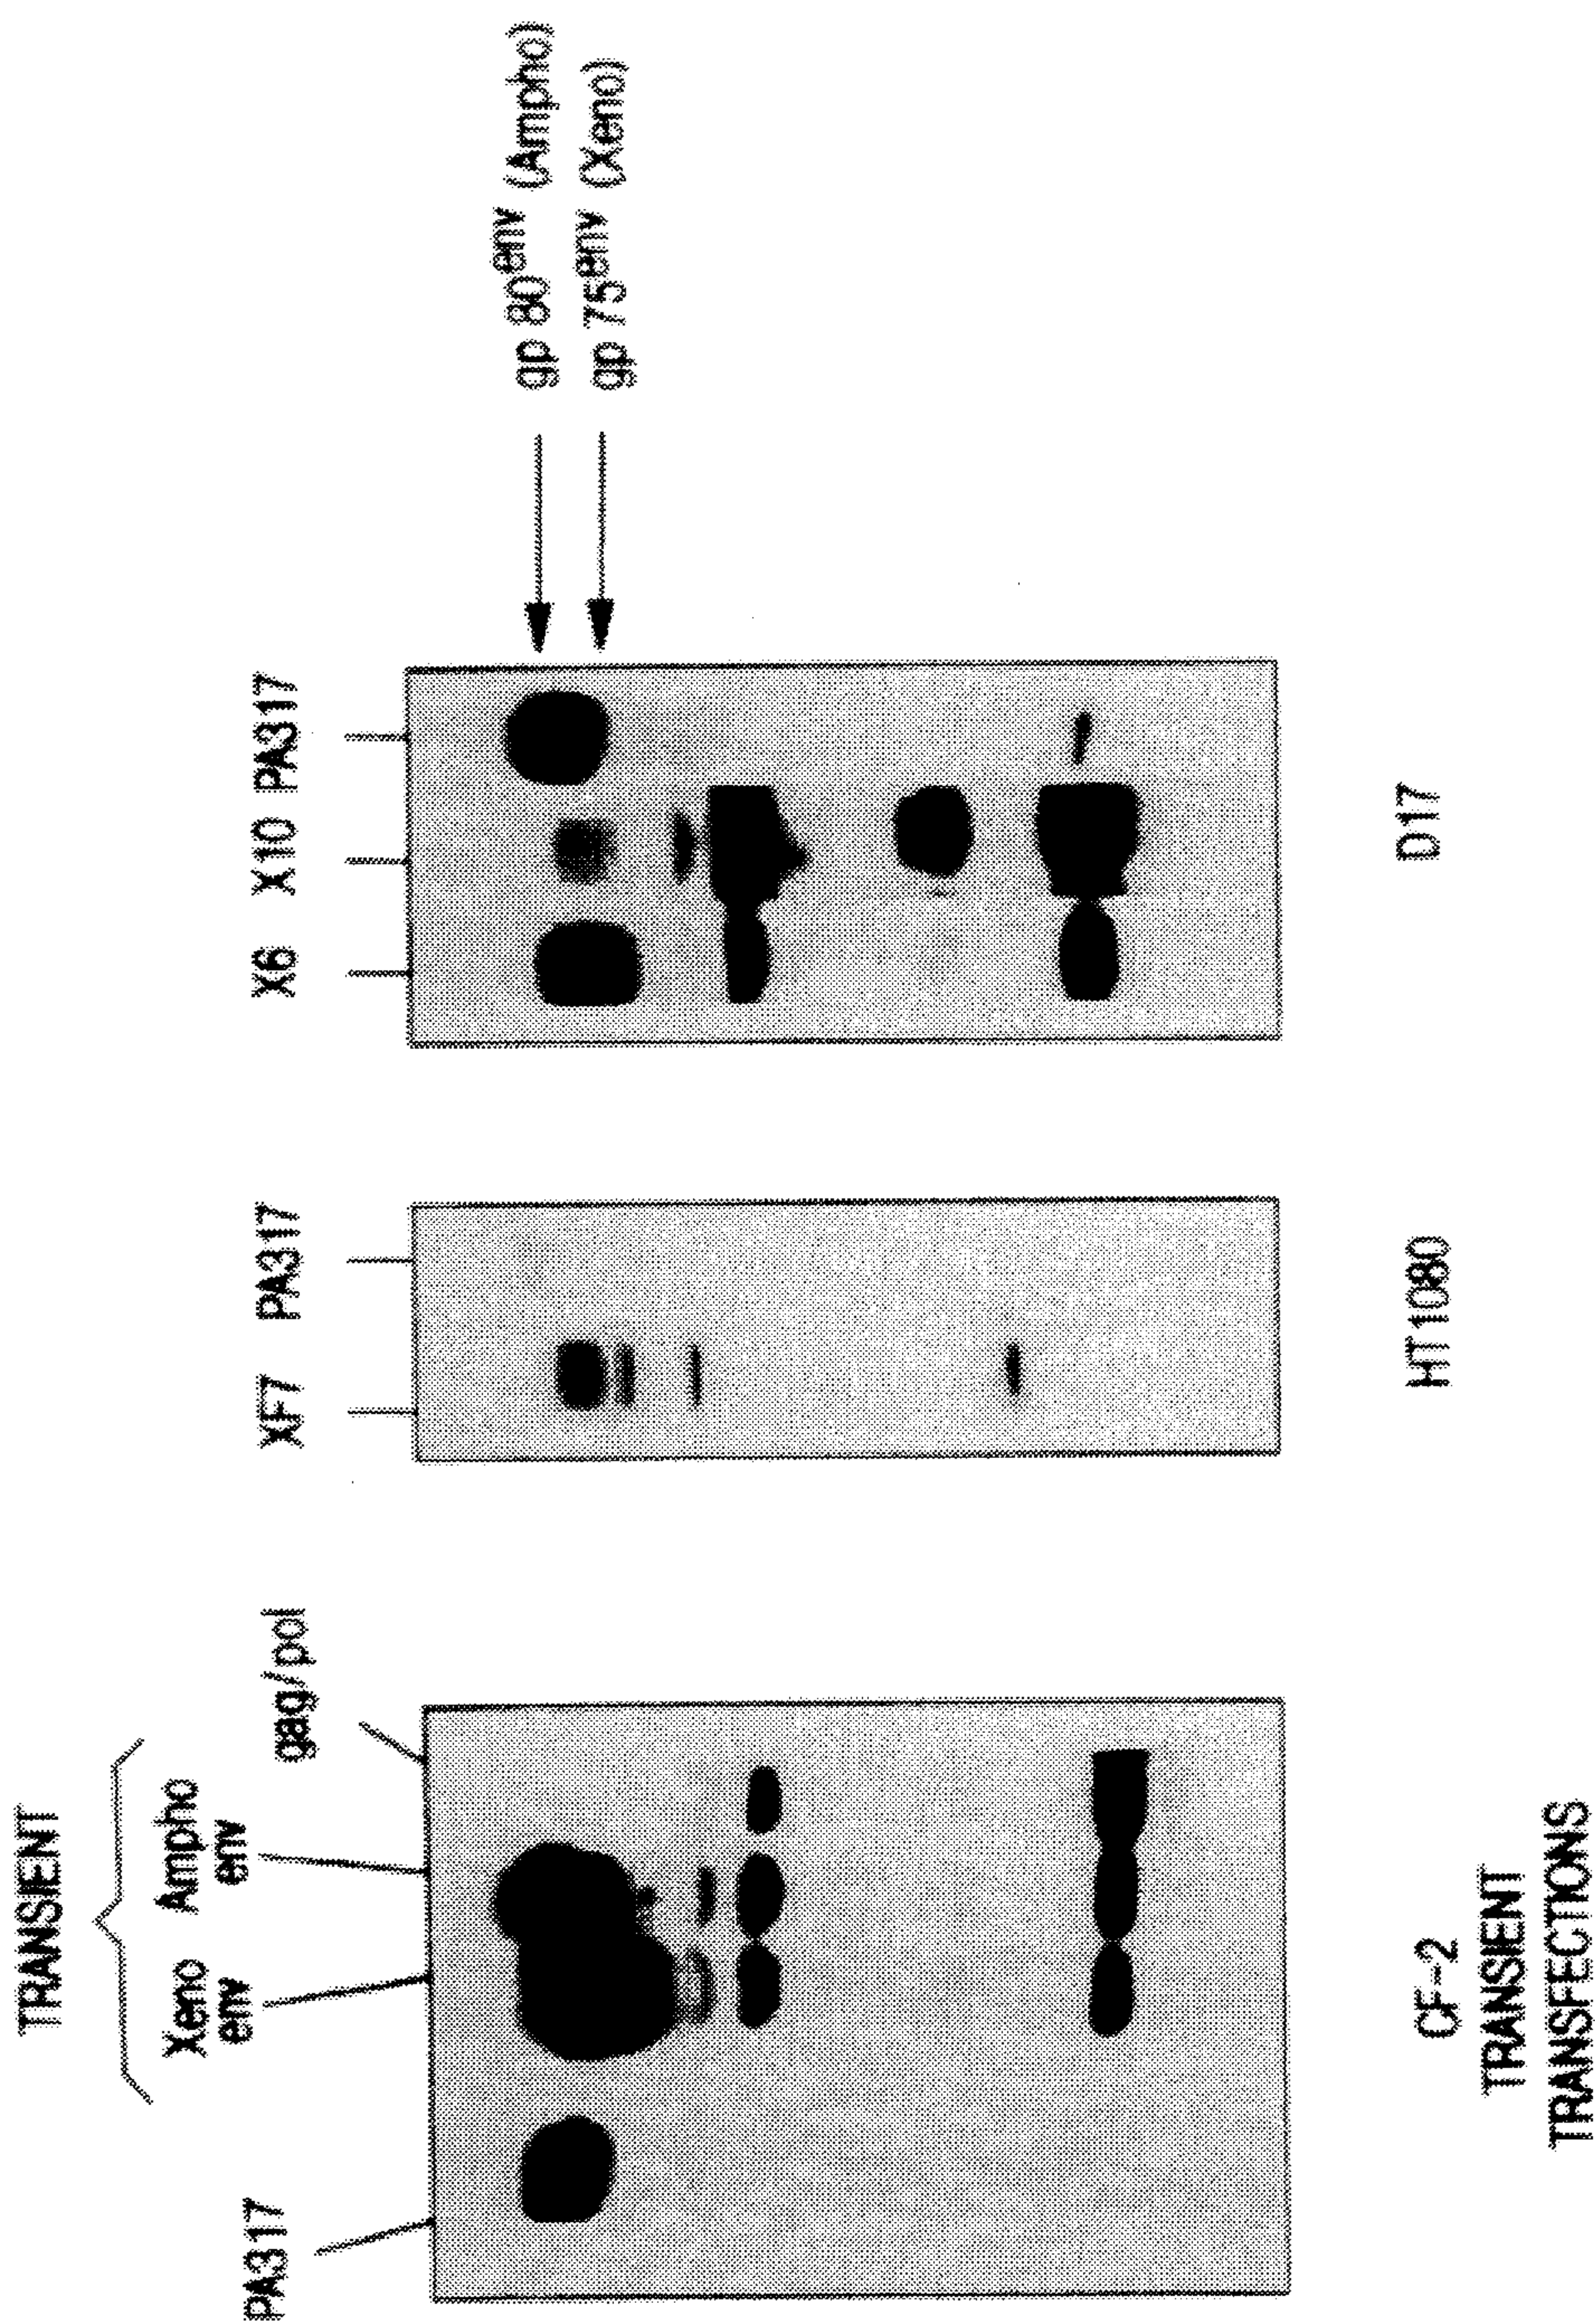 TRANSIENT
PA317
Xeno
env
Ampho
env
gag/pol
XF7
PA317
X6
X10
PA317
gp 80env (Ampho)
gp 75env (Xeno)
CF-2
TRANSIENT
TRANSFECTIONS
HT1080
D17